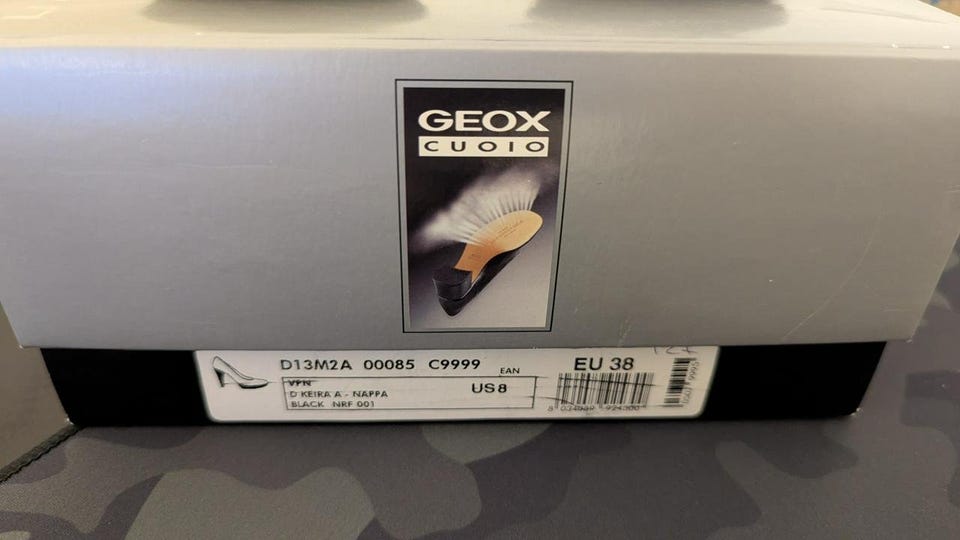 GEOX
CUOIO
D13M2A 00085 C9999
EAN
EU 38
VPN
US 8
D KEIRA A - NAPPA
BLACK NRF 001